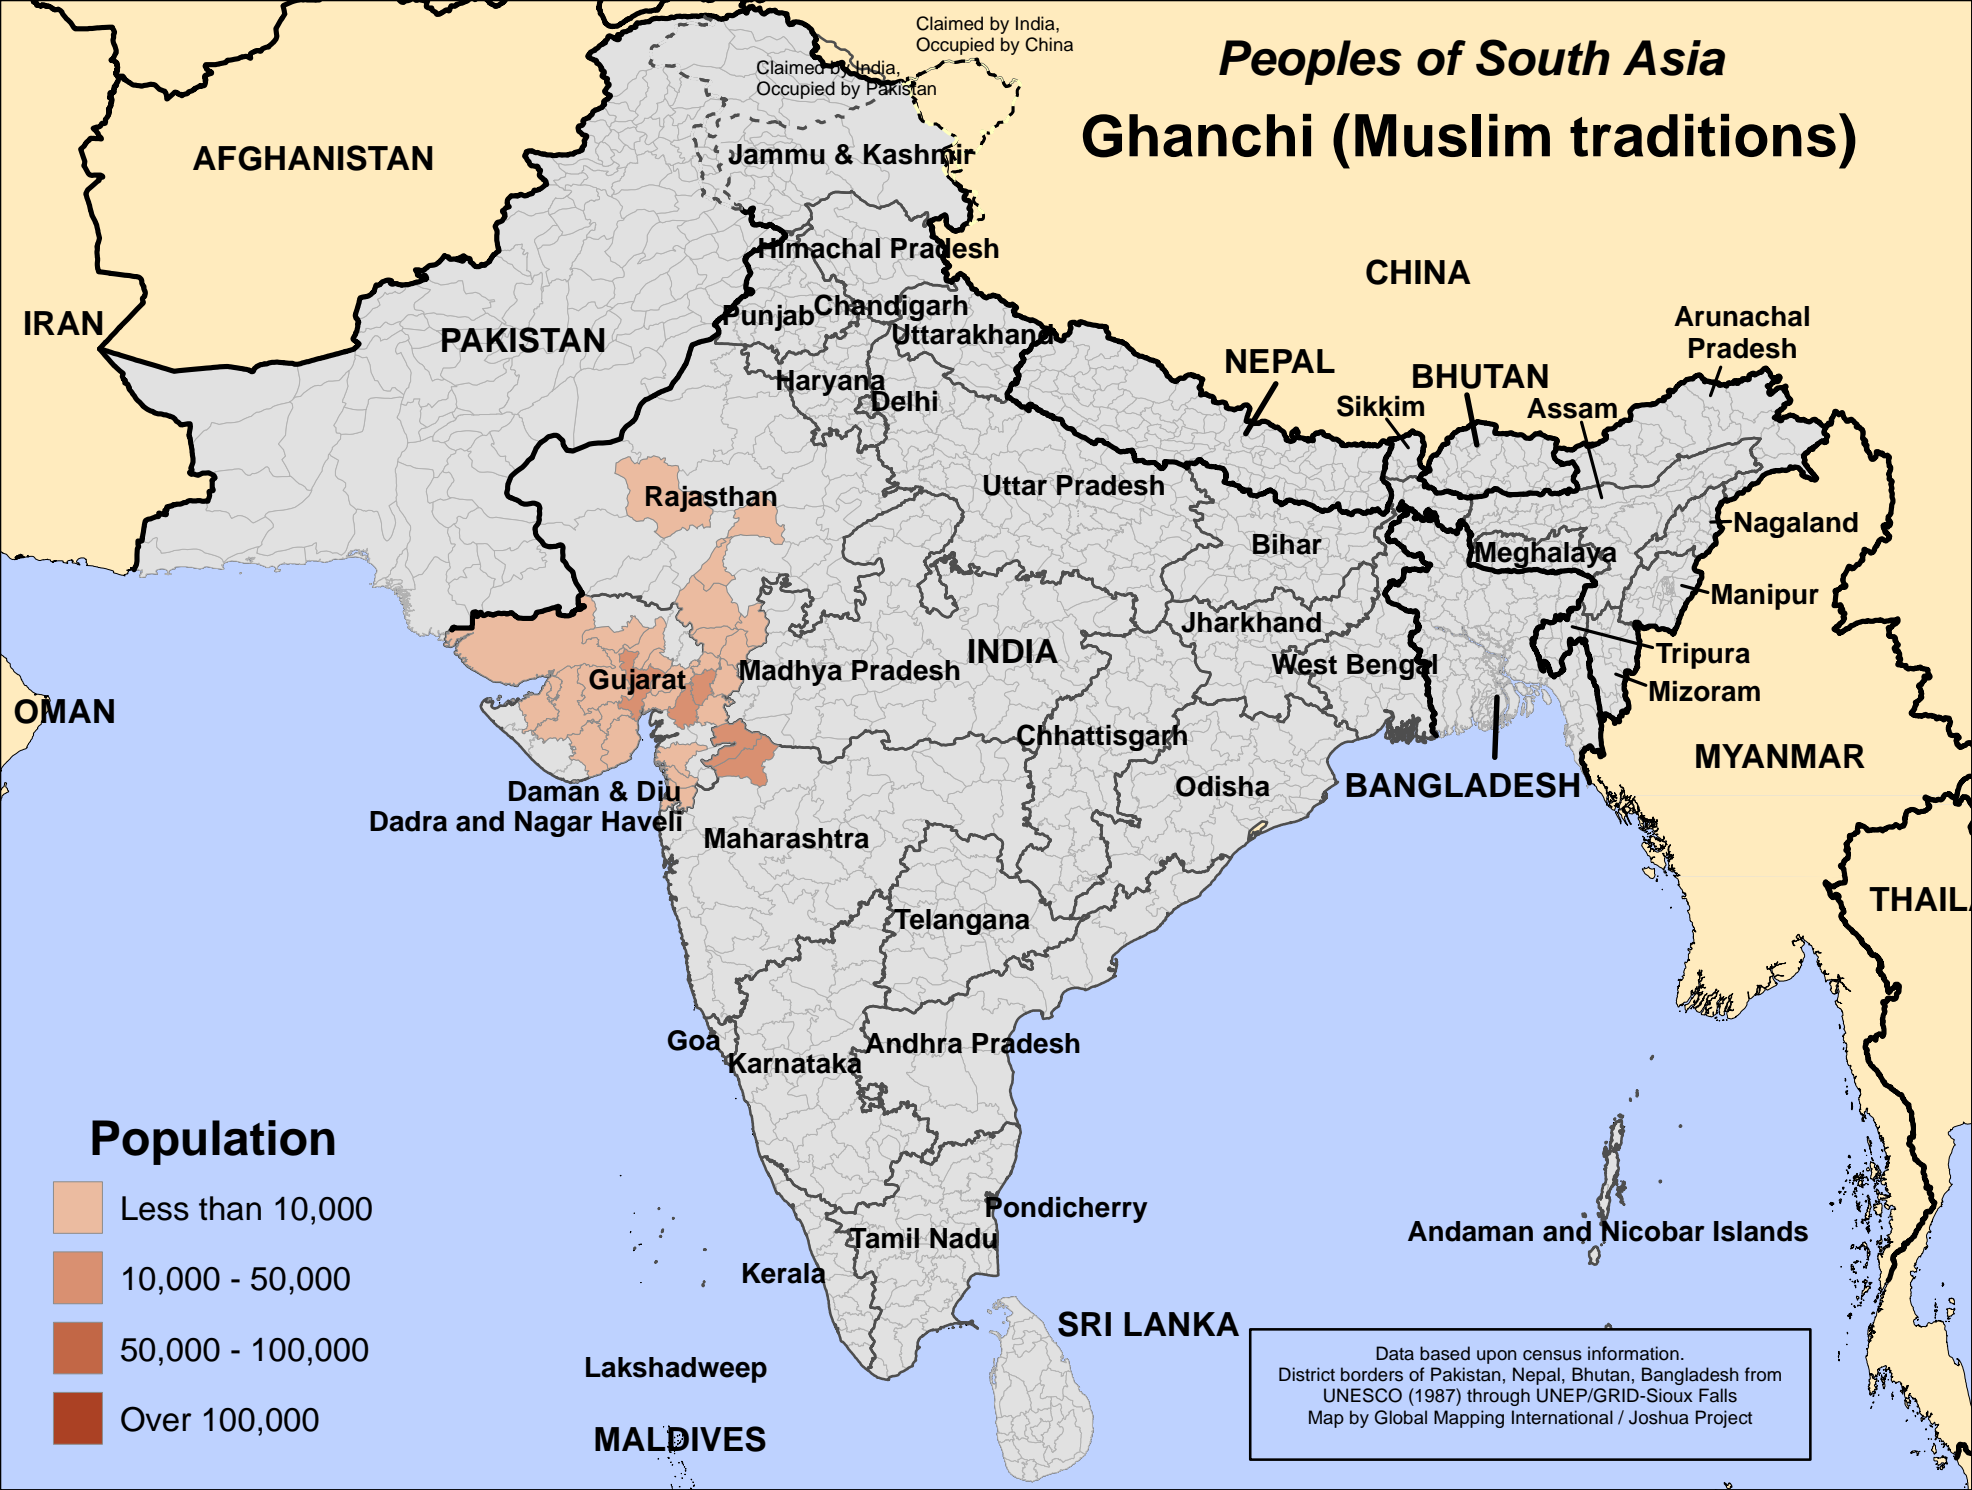 Peoples of South Asia
Ghanchi (Muslim traditions)
Claimed by India,
Occupied by China
Claimed by India,
Occupied by Pakistan
AFGHANISTAN
Jammu & Kashmir
Himachal Pradesh
CHINA
IRAN
PAKISTAN
Punjab
Chandigarh
Uttarakhand
Arunachal
Pradesh
NEPAL
BHUTAN
Haryana
Delhi
Sikkim
Assam
Rajasthan
Uttar Pradesh
Nagaland
Bihar
Meghalaya
Manipur
Jharkhand
INDIA
Tripura
West Bengal
Madhya Pradesh
Gujarat
Mizoram
OMAN
Chhattisgarh
MYANMAR
Odisha
BANGLADESH
Daman & Diu
Dadra and Nagar Haveli
Maharashtra
THAIL
Telangana
Goa
Andhra Pradesh
Karnataka
Pondicherry
Tamil Nadu
Andaman and Nicobar Islands
Kerala
SRI LANKA
Lakshadweep
MALDIVES
Population
Less than 10,000
10,000 - 50,000
50,000 - 100,000
Over 100,000
Data based upon census information.
District borders of Pakistan, Nepal, Bhutan, Bangladesh from
UNESCO (1987) through UNEP/GRID-Sioux Falls
Map by Global Mapping International / Joshua Project